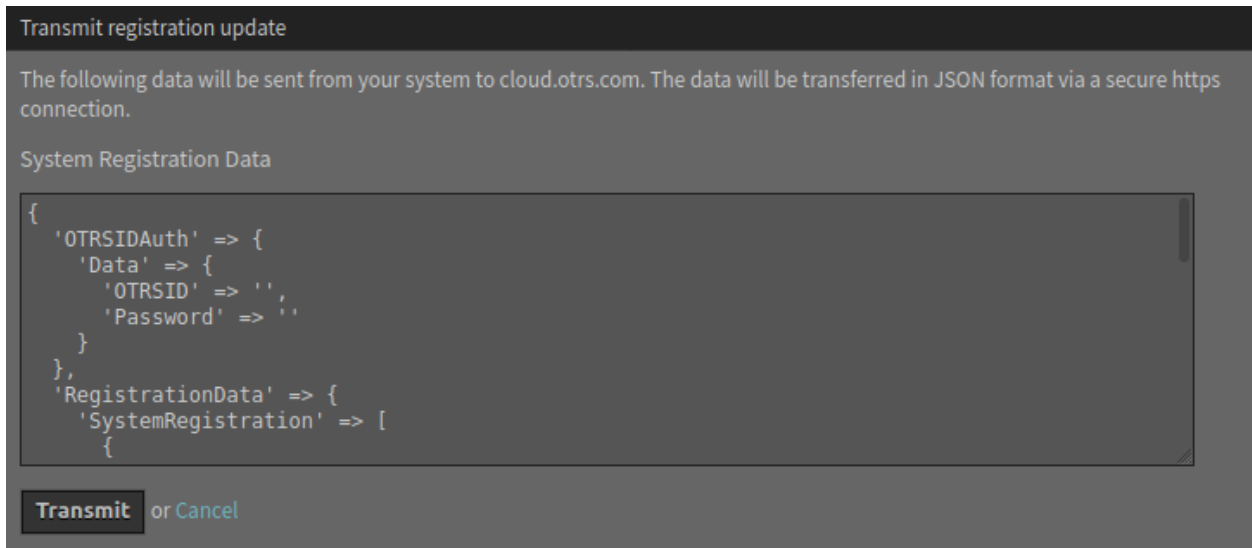 Transmit registration update
The following data will be sent from your system to cloud.otrs.com. The data will be transferred in JSON format via a secure https
connection.
System Registration Data
{
  'OTRSIDAuth' => {
    'Data' => {
      'OTRSID' => '',
      'Password' => ''
    }
  },
  'RegistrationData' => {
    'SystemRegistration' => [
      {
Transmit or Cancel